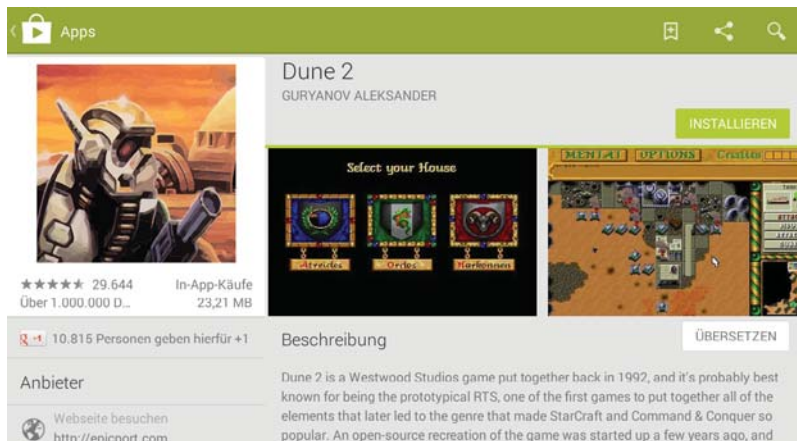 Apps
Dune 2
GURYANOV ALEKSANDER
INSTALLIEREN
Select your House
Atreides Ordos Harkonnen
MENTAT OPTIONS Credits
★★★★★ 29.644 In-App-Käufe
Über 1.000.000 D... 23,21 MB
g+1 10.815 Personen geben hierfür +1
Beschreibung
ÜBERSETZEN
Anbieter
Webseite besuchen
http://epicport.com
Dune 2 is a Westwood Studios game put together back in 1992, and it's probably best
known for being the prototypical RTS, one of the first games to put together all of the
elements that later led to the genre that made StarCraft and Command & Conquer so
popular. An open-source recreation of the game was started up a few years ago, and